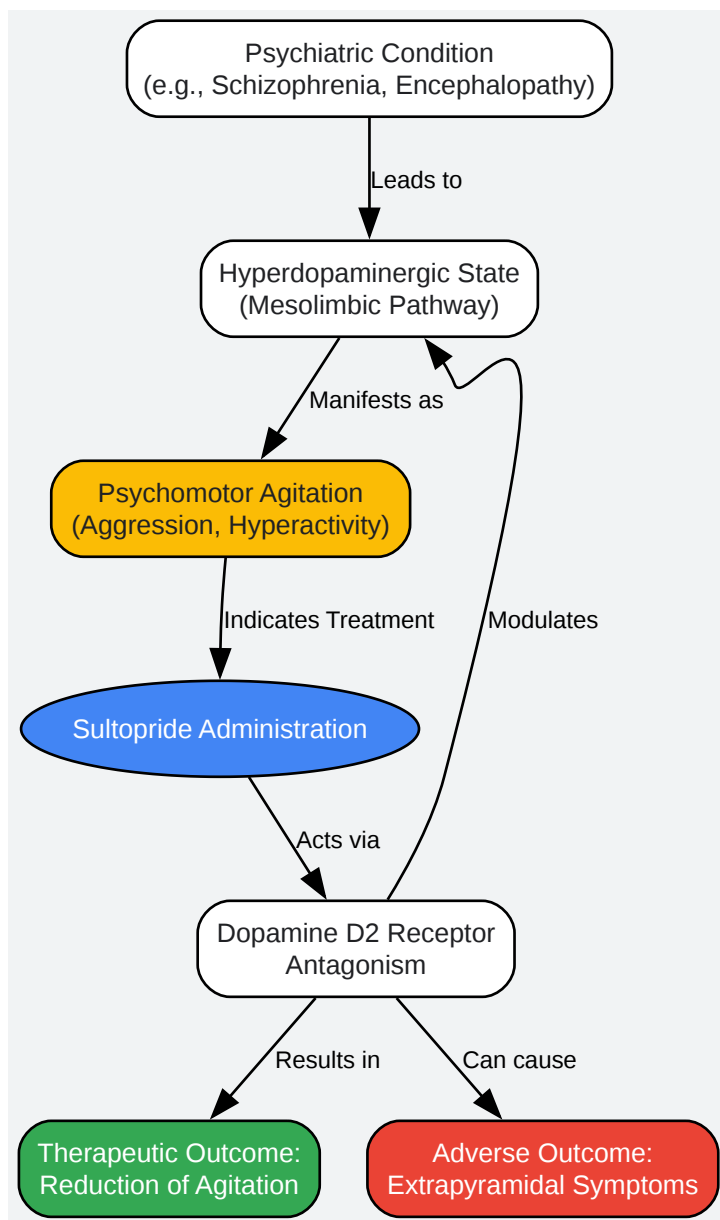 Psychiatric Condition
(e.g., Schizophrenia, Encephalopathy)
Leads to
Hyperdopaminergic State
(Mesolimbic Pathway)
Manifests as
Psychomotor Agitation
(Aggression, Hyperactivity)
Indicates Treatment
Modulates
Sultopride Administration
Acts via
Dopamine D2 Receptor
Antagonism
Results in
Can cause
Therapeutic Outcome:
Reduction of Agitation
Adverse Outcome:
Extrapyramidal Symptoms